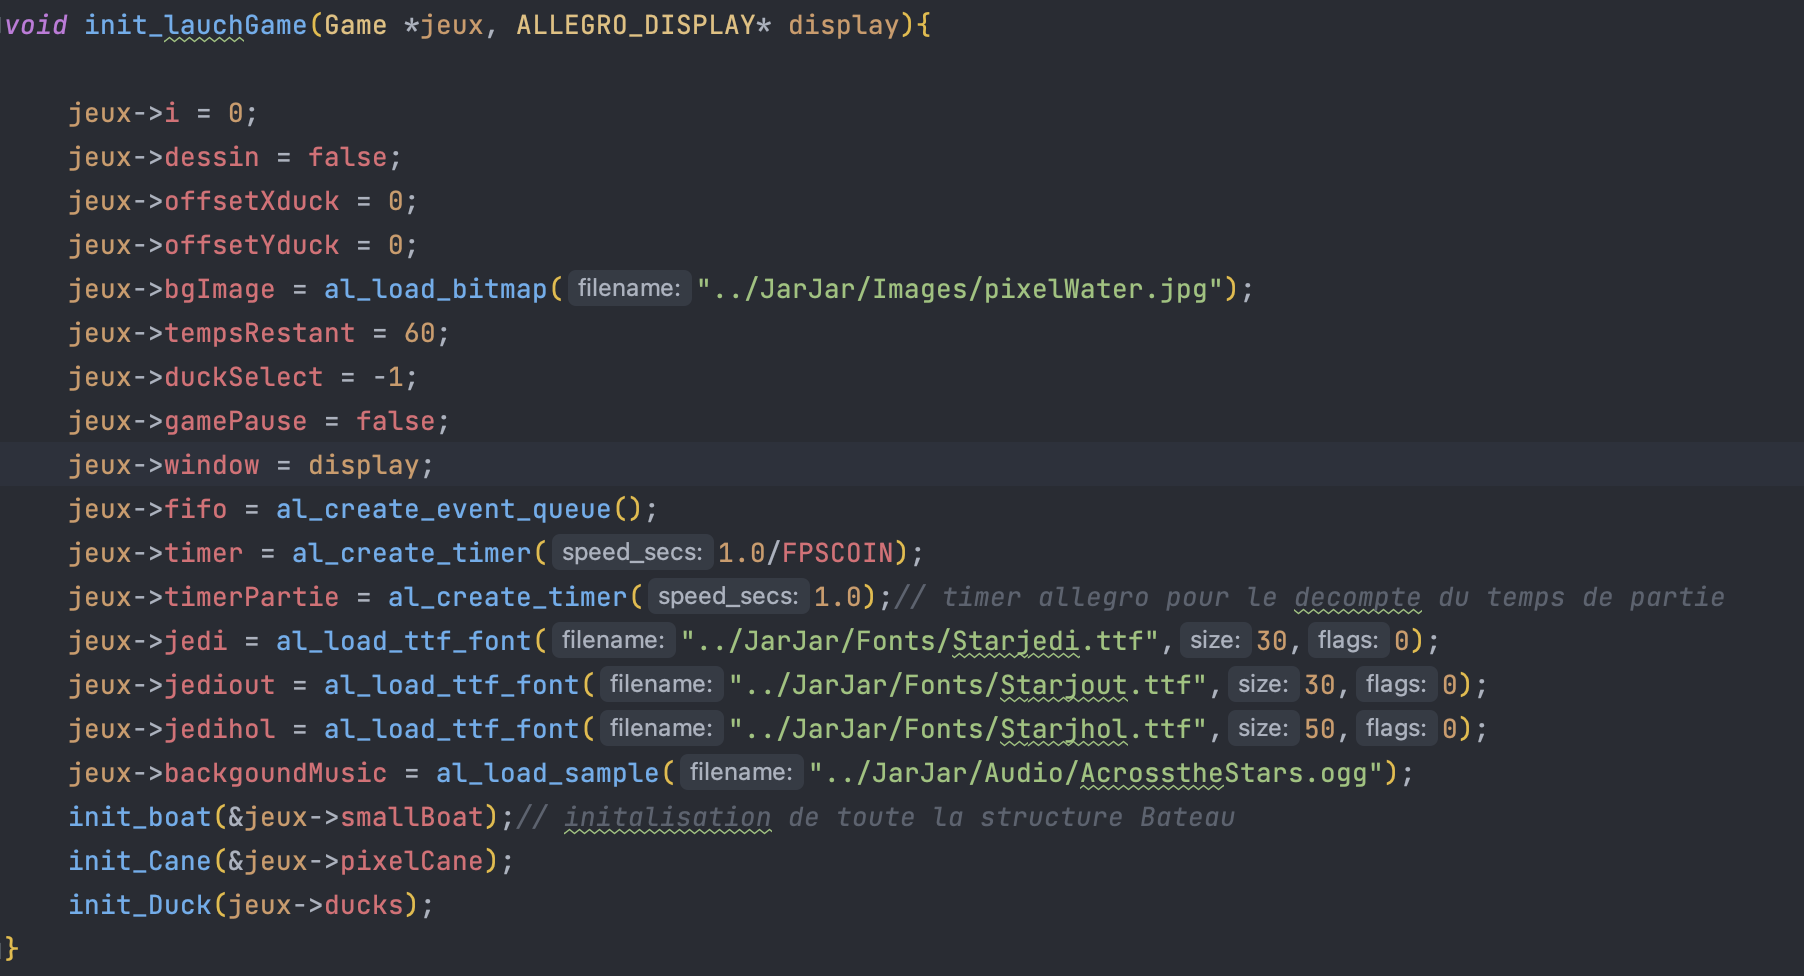 void init_lauchGame(Game *jeux, ALLEGRO_DISPLAY* display){
jeux->i = 0;
jeux->dessin = false;
jeux->offsetXduck = 0;
jeux->offsetYduck = 0;
jeux->bgImage = al_load_bitmap( filename: "../JarJar/Images/pixelWater.jpg");
jeux->tempsRestant = 60;
jeux->duckSelect = -1;
jeux->gamePause = false;
jeux->window = display;
jeux->fifo = al_create_event_queue();
jeux->timer = al_create_timer( speed_secs: 1.0/FPSCOIN);
jeux->timerPartie = al_create_timer( speed_secs: 1.0);// timer allegro pour le decompte du temps de partie
jeux->jedi = al_load_ttf_font( filename: "../JarJar/Fonts/Starjedi.ttf", size: 30, flags: 0);
jeux->jediout = al_load_ttf_font( filename: "../JarJar/Fonts/Starjout.ttf", size: 30, flags: 0);
jeux->jedihol = al_load_ttf_font( filename: "../JarJar/Fonts/Starjhol.ttf", size: 50, flags: 0);
jeux->backgoundMusic = al_load_sample( filename: "../JarJar/Audio/AcrosstheStars.ogg");
init_boat(&jeux->smallBoat);// initalisation de toute la structure Bateau
init_Cane(&jeux->pixelCane);
init_Duck(jeux->ducks);
}